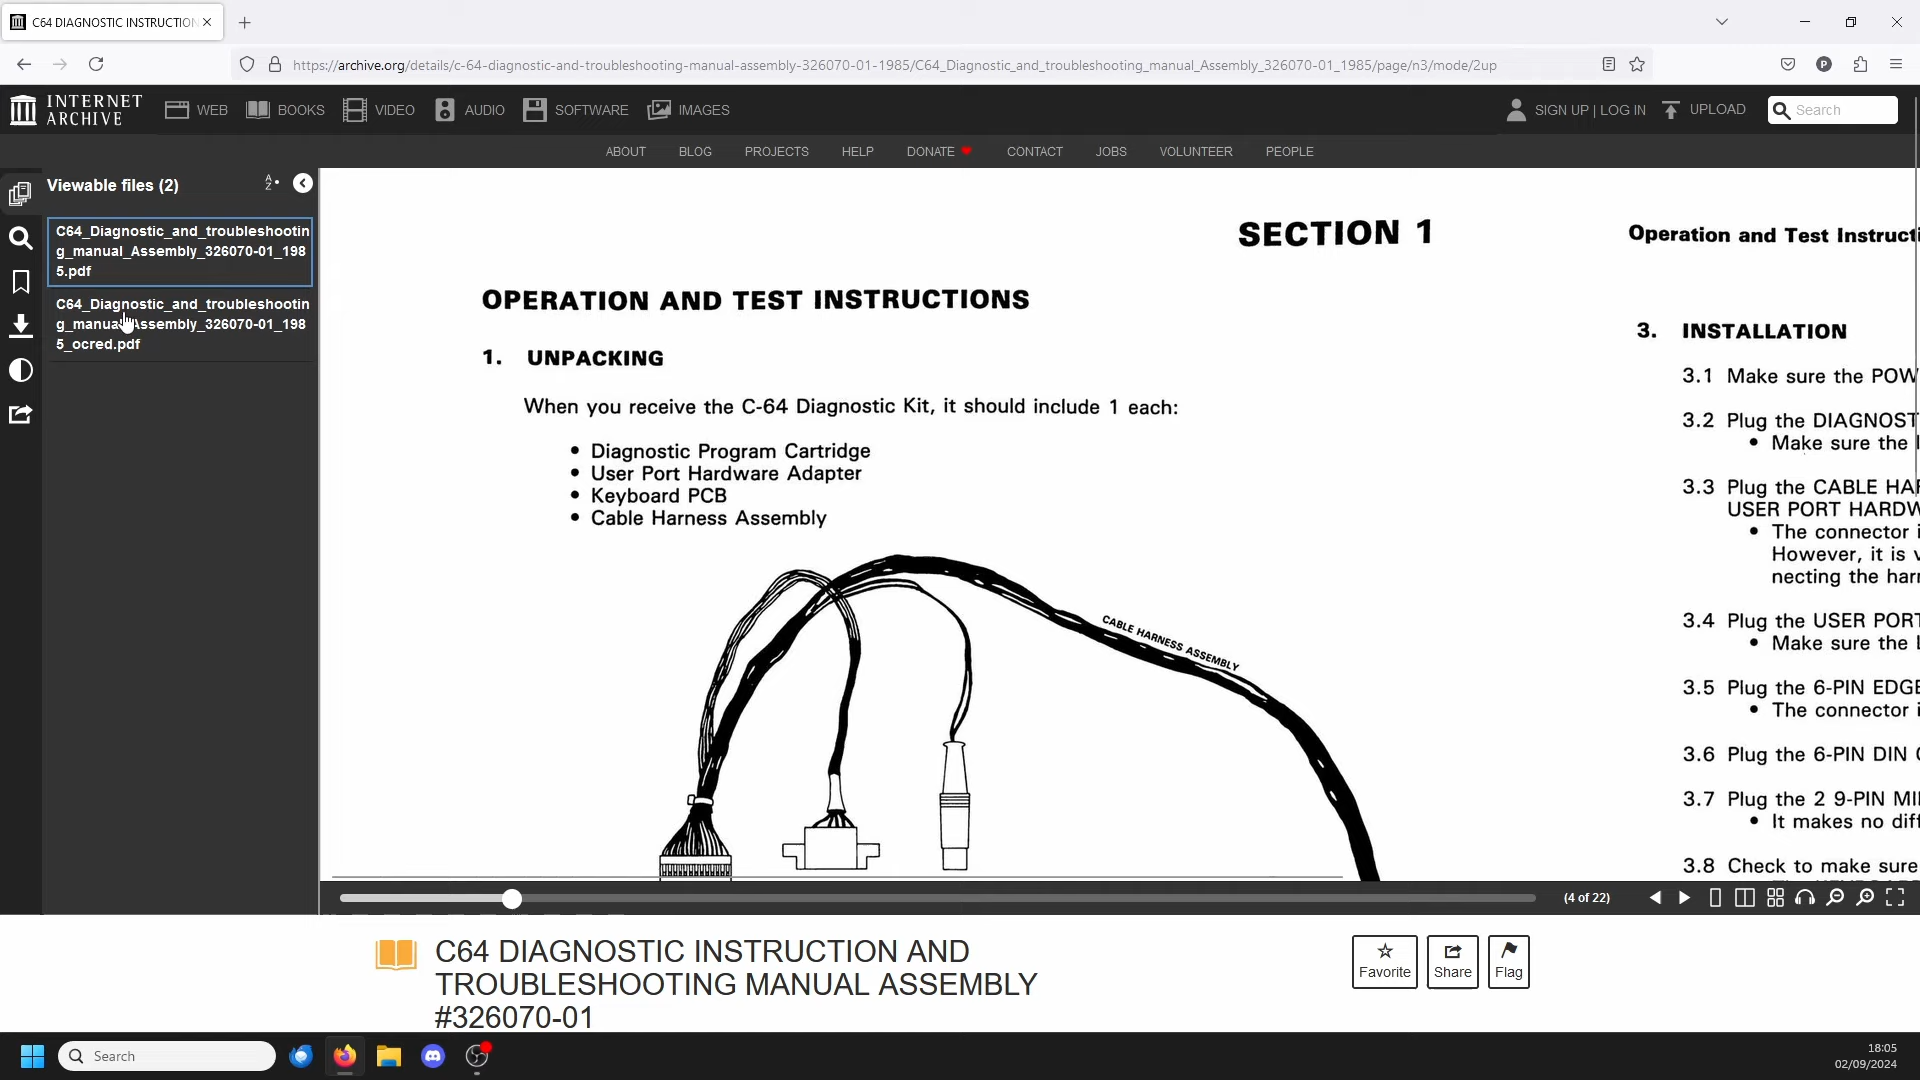 C64 DIAGNOSTIC INSTRUCTION
https://archive.org/details/c-64-diagnostic-and-troubleshooting-manual-assembly-326070-01-1985/C64_Diagnostic_and_troubleshooting_manual_Assembly_326070-01_1985/page/n3/mode/2up
P
INTERNET
ARCHIVE
WEB
BOOKS
VIDEO
AUDIO
SOFTWARE
IMAGES
SIGN UP | LOG IN
UPLOAD
Search
ABOUT
BLOG
PROJECTS
HELP
DONATE
CONTACT
JOBS
VOLUNTEER
PEOPLE
Viewable files (2)
C64_Diagnostic_and_troubleshootin
g_manual_Assembly_326070-01_198
5.pdf
C64_Diagnostic_and_troubleshootin
g_manual_Assembly_326070-01_198
5_ocred.pdf
SECTION 1
OPERATION AND TEST INSTRUCTIONS
1. UNPACKING
When you receive the C-64 Diagnostic Kit, it should include 1 each:
• Diagnostic Program Cartridge
• User Port Hardware Adapter
• Keyboard PCB
• Cable Harness Assembly
CABLE HARNESS ASSEMBLY
Operation and Test Instructi
3. INSTALLATION
3.1 Make sure the POW
3.2 Plug the DIAGNOST
• Make sure the l
3.3 Plug the CABLE HAR
USER PORT HARDW
• The connector i
However, it is v
necting the harn
3.4 Plug the USER PORT
• Make sure the b
3.5 Plug the 6-PIN EDGE
• The connector i
3.6 Plug the 6-PIN DIN C
3.7 Plug the 2 9-PIN MI
• It makes no diff
3.8 Check to make sure
(4 of 22)
C64 DIAGNOSTIC INSTRUCTION AND
TROUBLESHOOTING MANUAL ASSEMBLY
#326070-01
Favorite
Share
Flag
Search
18:05
02/09/2024